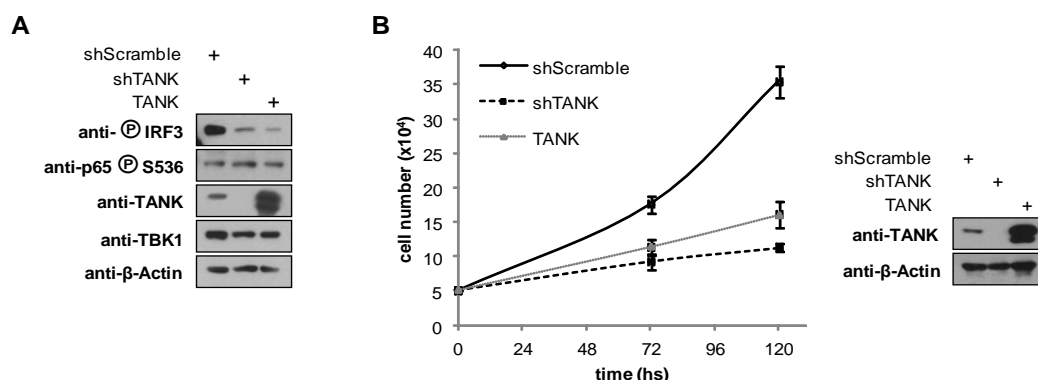 A
shScramble +
shTANK +
TANK +
anti- Ⓟ IRF3
anti-p65 Ⓟ S536
anti-TANK
anti-TBK1
anti-β-Actin
B
40
35
30
25
20
15
10
5
0
cell number (x10⁴)
shScramble
shTANK
TANK
0 24 48 72 96 120
time (hs)
shScramble +
shTANK +
TANK +
anti-TANK
anti-β-Actin